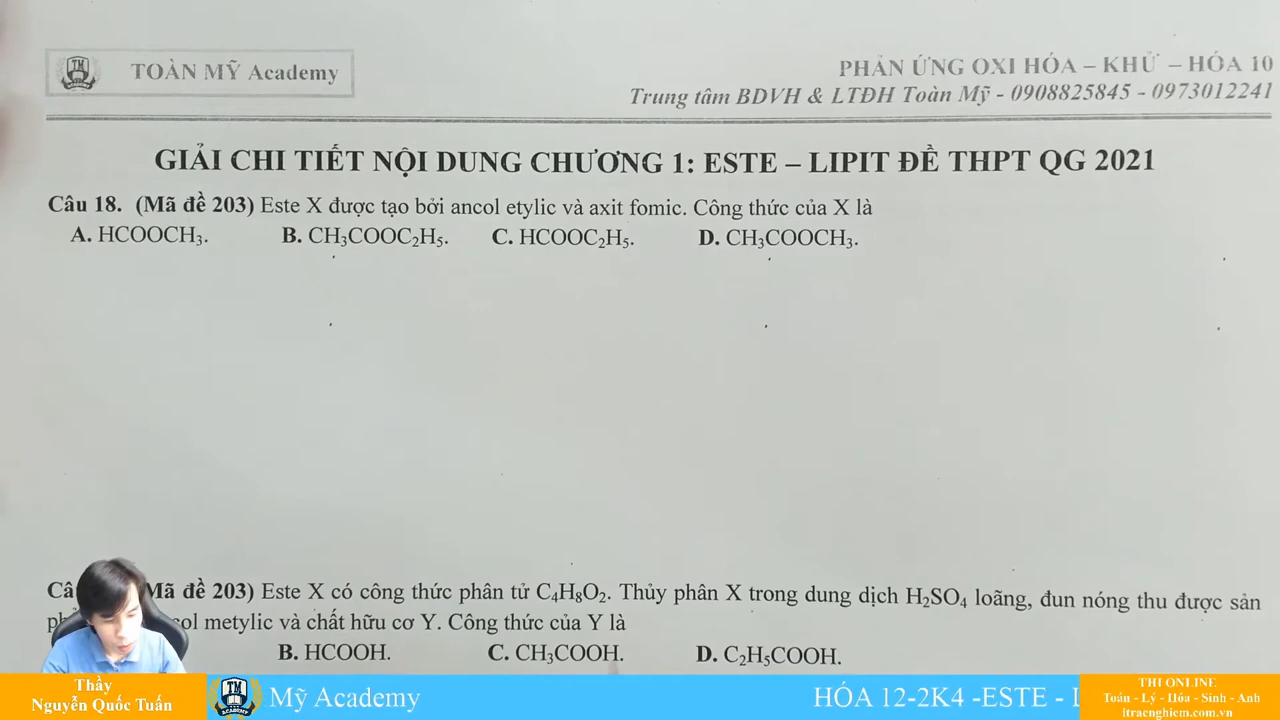 TOÀN MỸ Academy
PHẢN ỨNG OXI HÓA – KHỬ – HÓA 10
Trung tâm BDVH & LTĐH Toàn Mỹ - 0908825845 - 0973012241
GIẢI CHI TIẾT NỘI DUNG CHƯƠNG 1: ESTE – LIPIT ĐỀ THPT QG 2021
Câu 18. (Mã đề 203) Este X được tạo bởi ancol etylic và axit fomic. Công thức của X là
A. HCOOCH₃. B. CH₃COOC₂H₅. C. HCOOC₂H₅. D. CH₃COOCH₃.
Mã đề 203) Este X có công thức phân tử C₄H₈O₂. Thủy phân X trong dung dịch H₂SO₄ loãng, đun nóng thu được sản
metylic và chất hữu cơ Y. Công thức của Y là
B. HCOOH. C. CH₃COOH. D. C₂H₅COOH.
Thầy
Nguyễn Quốc Tuấn
TM
ACADEMY
Mỹ Academy
HÓA 12-2K4 -ESTE - L
THI ONLINE
Toán - Lý - Hóa - Sinh - Anh
itracnghiem.com.vn